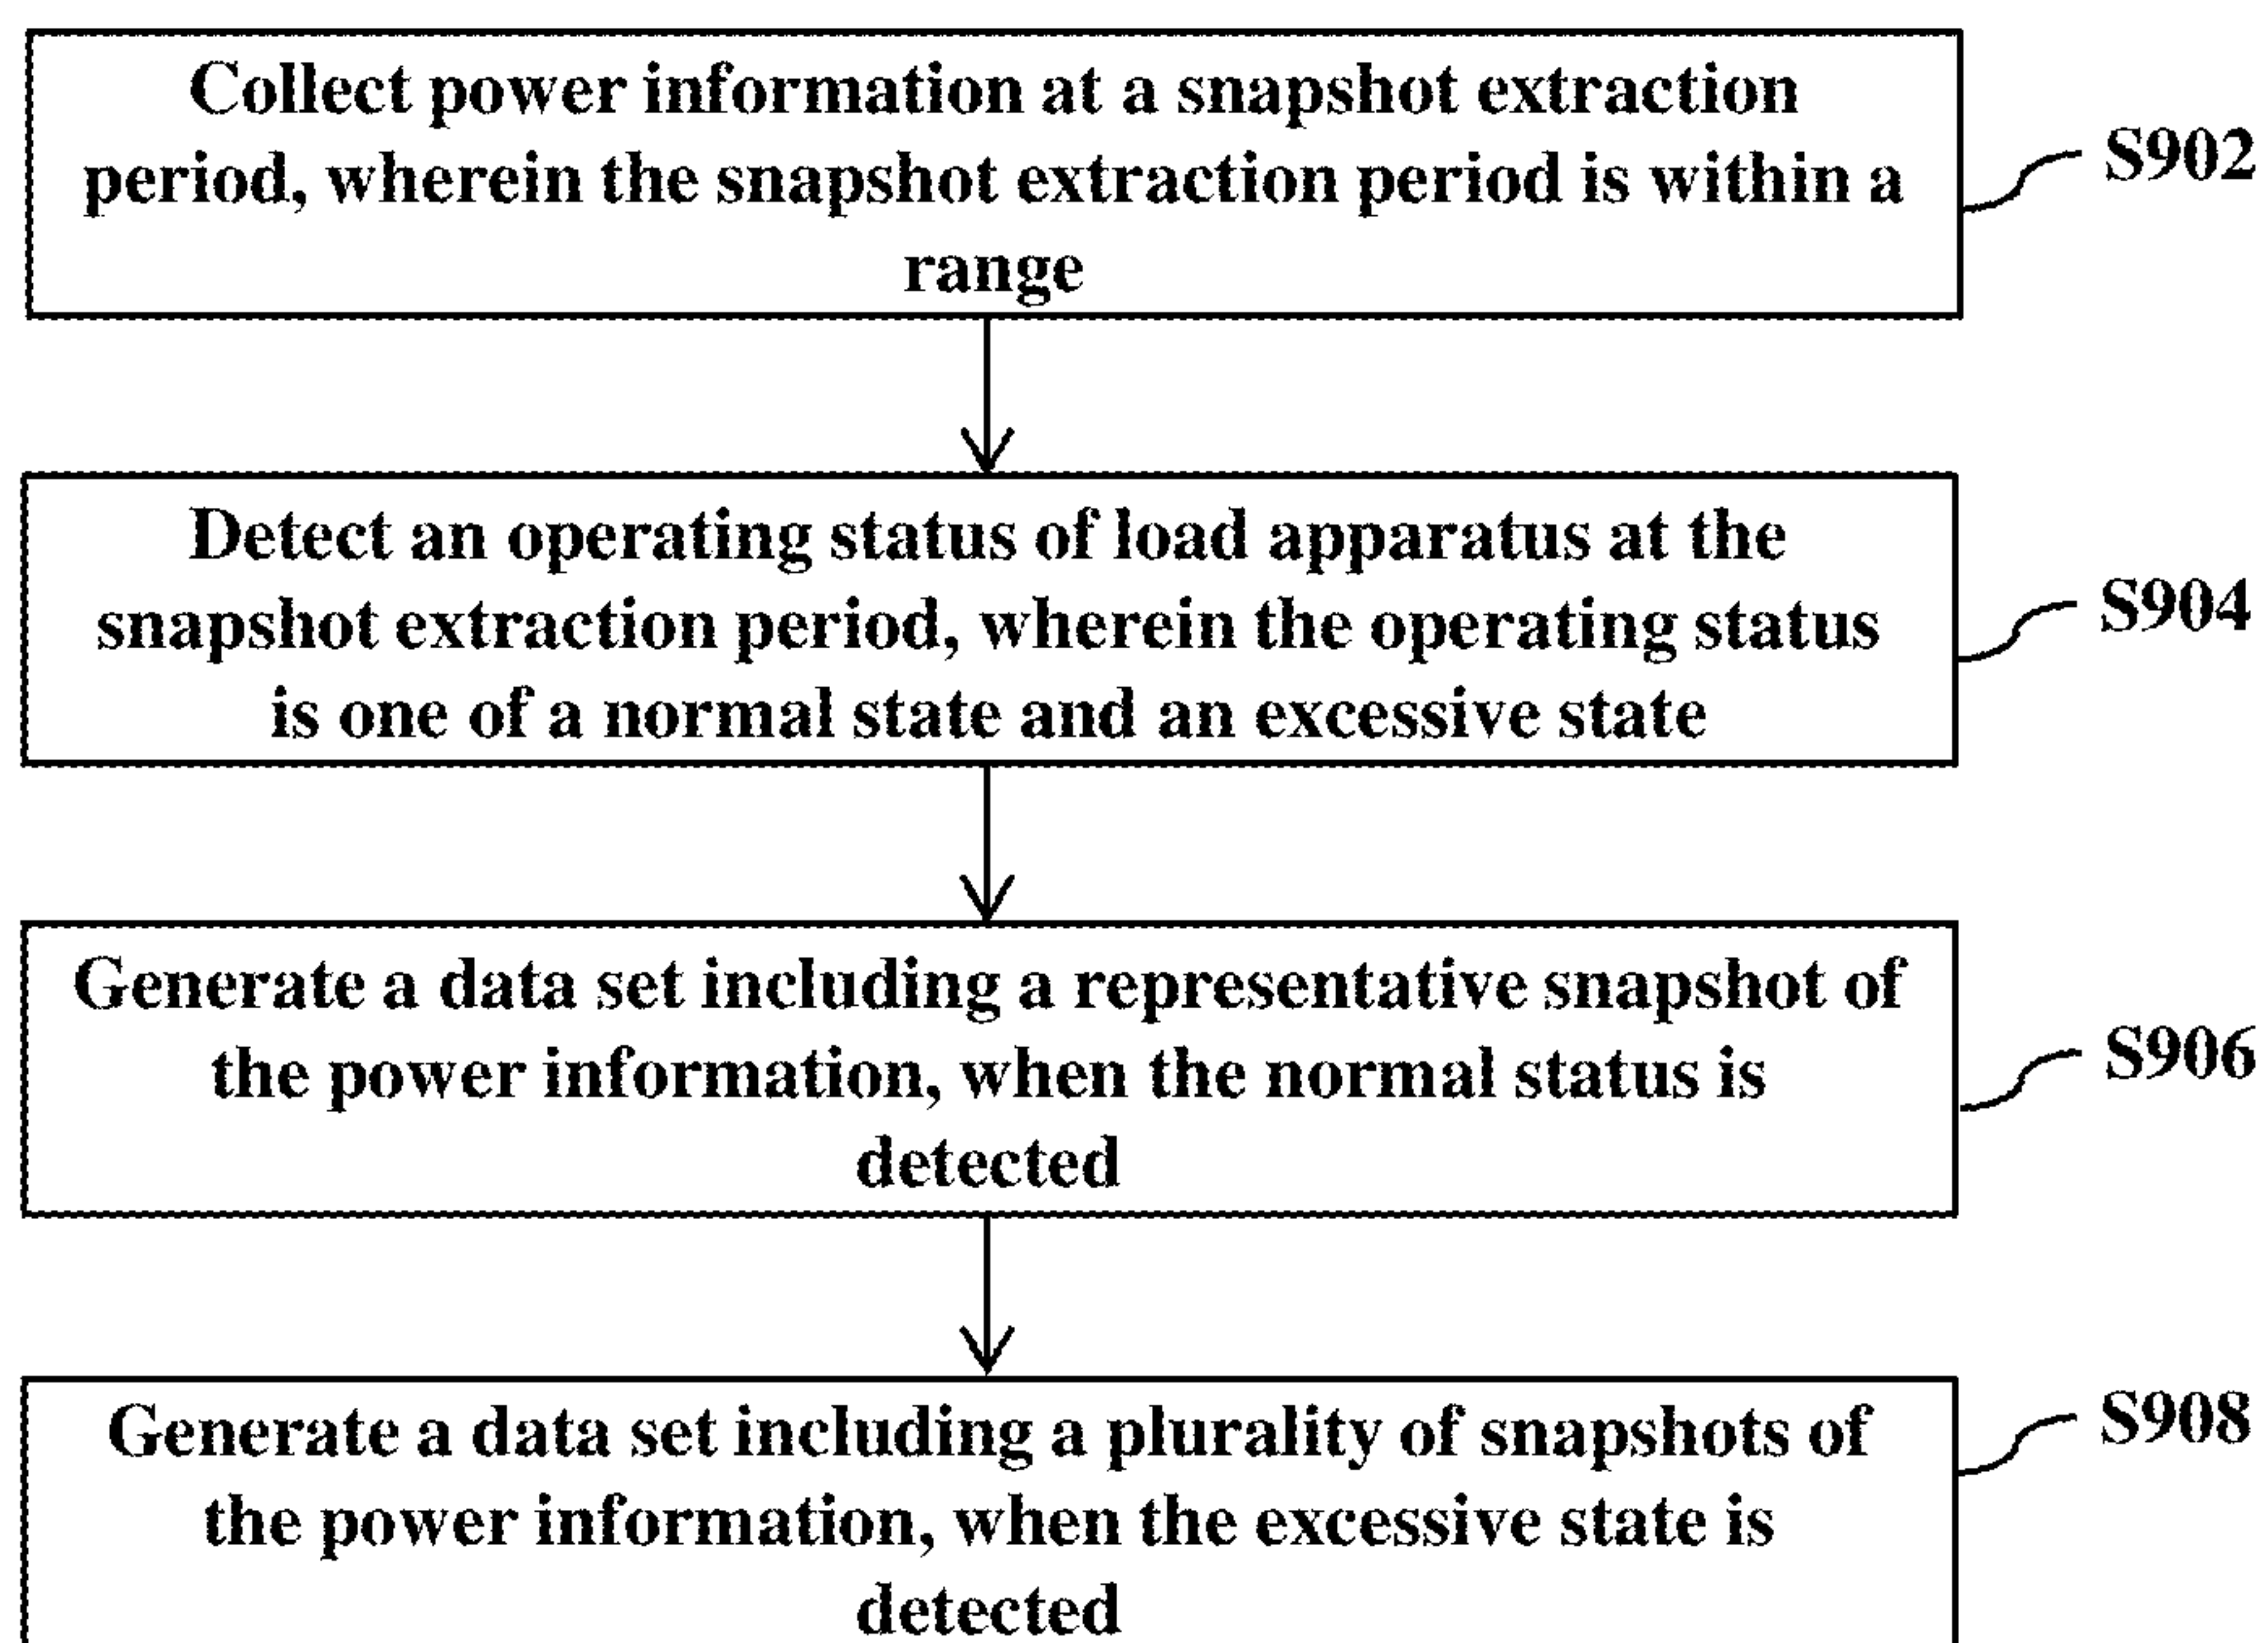 Collect power information at a snapshot extraction
period, wherein the snapshot extraction period is within a
range
S902
Detect an operating status of load apparatus at the
snapshot extraction period, wherein the operating status
is one of a normal state and an excessive state
S904
Generate a data set including a representative snapshot of
the power information, when the normal status is
detected
S906
Generate a data set including a plurality of snapshots of
the power information, when the excessive state is
detected
S908